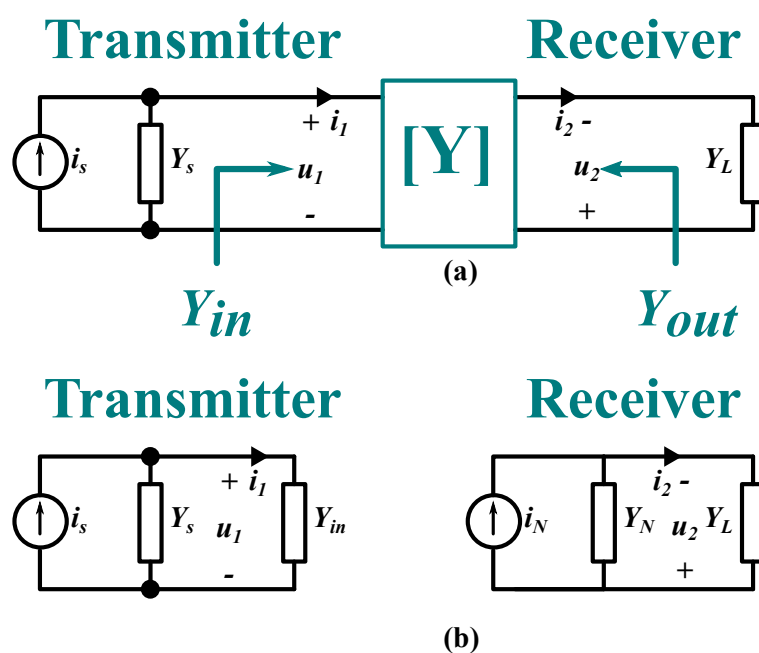 Transmitter Receiver
+ i1 i2 -
is Ys u1 [Y] u2 YL
- +
(a)
Yin Yout
Transmitter Receiver
+ i1 i2 -
is Ys u1 Yin iN YN u2 YL
- +
(b)